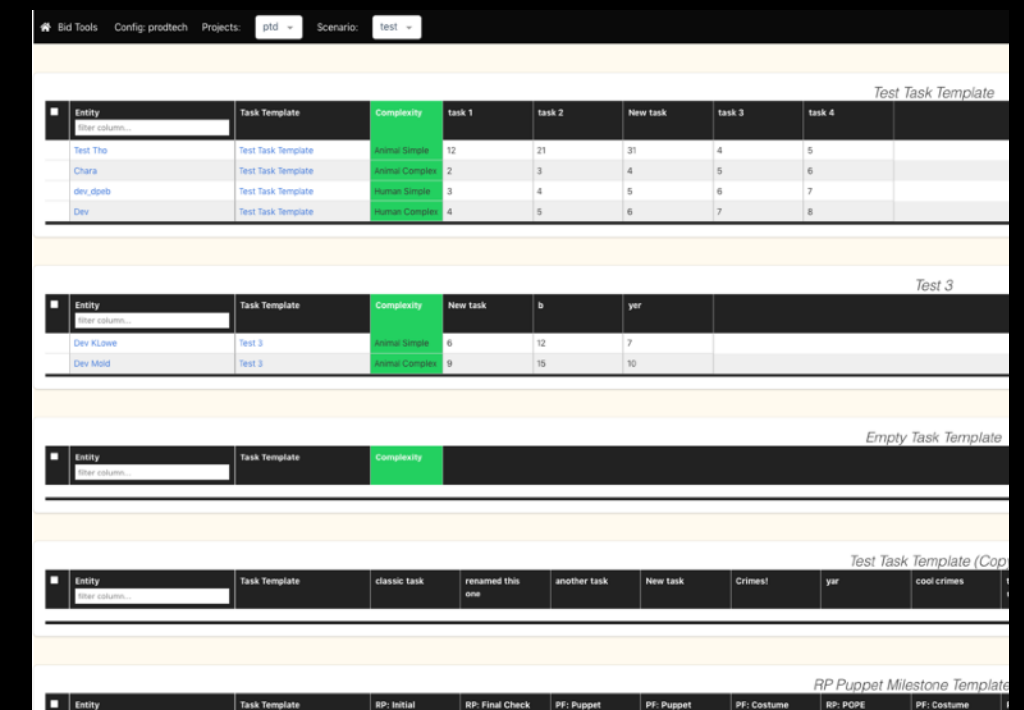 Bid Tools Config: prodtech Projects: ptd Scenario: test
Test Task Template
Entity Task Template Complexity task 1 task 2 New task task 3 task 4
filter column...
Test Tho Test Task Template Animal Simple 12 21 31 4 5
Chara Test Task Template Animal Complex 2 3 4 5 6
dev_dpeb Test Task Template Human Simple 3 4 5 6 7
Dev Test Task Template Human Complex 4 5 6 7 8
Test 3
Entity Task Template Complexity New task b yer
filter column...
Dev KLowe Test 3 Animal Simple 6 12 7
Dev Mold Test 3 Animal Complex 9 15 10
Empty Task Template
Entity Task Template Complexity
filter column...
Test Task Template (Copy
Entity Task Template classic task renamed this another task New task Crimes! yar cool crimes
one
filter column...
RP Puppet Milestone Template
Entity Task Template RP: Initial RP: Final Check PF: Puppet PF: Puppet PF: Costume RP: POPE PF: Costume